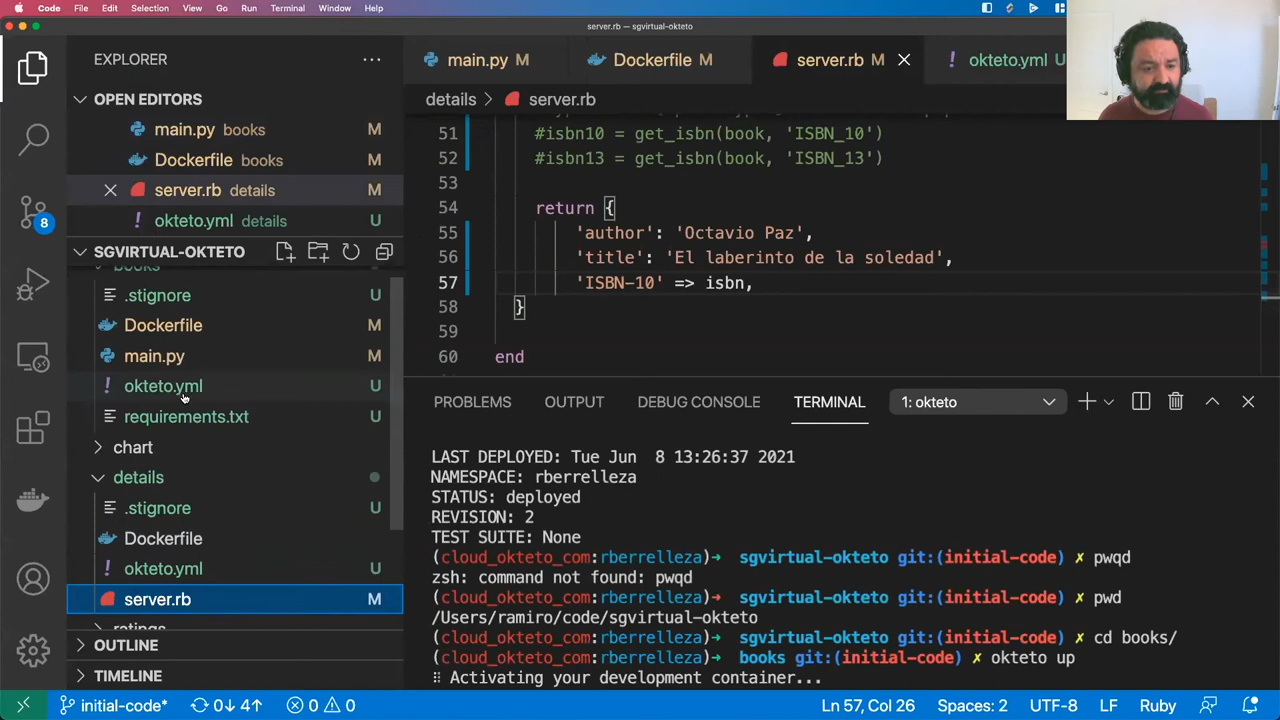 Code File Edit Selection View Go Run Terminal Window Help
server.rb — sgvirtual-okteto
EXPLORER
OPEN EDITORS
main.py books M
Dockerfile books M
server.rb details M
okteto.yml details U
8
SGVIRTUAL-OKTETO
books
.stignore U
Dockerfile M
main.py M
okteto.yml U
requirements.txt U
chart
details
.stignore U
Dockerfile
okteto.yml U
server.rb M
ratings
OUTLINE
TIMELINE
main.py M Dockerfile M server.rb M okteto.yml U
details > server.rb
51 #isbn10 = get_isbn(book, 'ISBN_10')
52 #isbn13 = get_isbn(book, 'ISBN_13')
53
54 return {
55 'author': 'Octavio Paz',
56 'title': 'El laberinto de la soledad',
57 'ISBN-10' => isbn,
58 }
59
60 end
PROBLEMS OUTPUT DEBUG CONSOLE TERMINAL 1: okteto
LAST DEPLOYED: Tue Jun 8 13:26:37 2021
NAMESPACE: rberrelleza
STATUS: deployed
REVISION: 2
TEST SUITE: None
(cloud_okteto_com:rberrelleza)➜ sgvirtual-okteto git:(initial-code) ✗ pwqd
zsh: command not found: pwqd
(cloud_okteto_com:rberrelleza)➜ sgvirtual-okteto git:(initial-code) ✗ pwd
/Users/ramiro/code/sgvirtual-okteto
(cloud_okteto_com:rberrelleza)➜ sgvirtual-okteto git:(initial-code) ✗ cd books/
(cloud_okteto_com:rberrelleza)➜ books git:(initial-code) ✗ okteto up
⠿ Activating your development container...
initial-code* 0↓ 4↑ 0 0 Ln 57, Col 26 Spaces: 2 UTF-8 LF Ruby